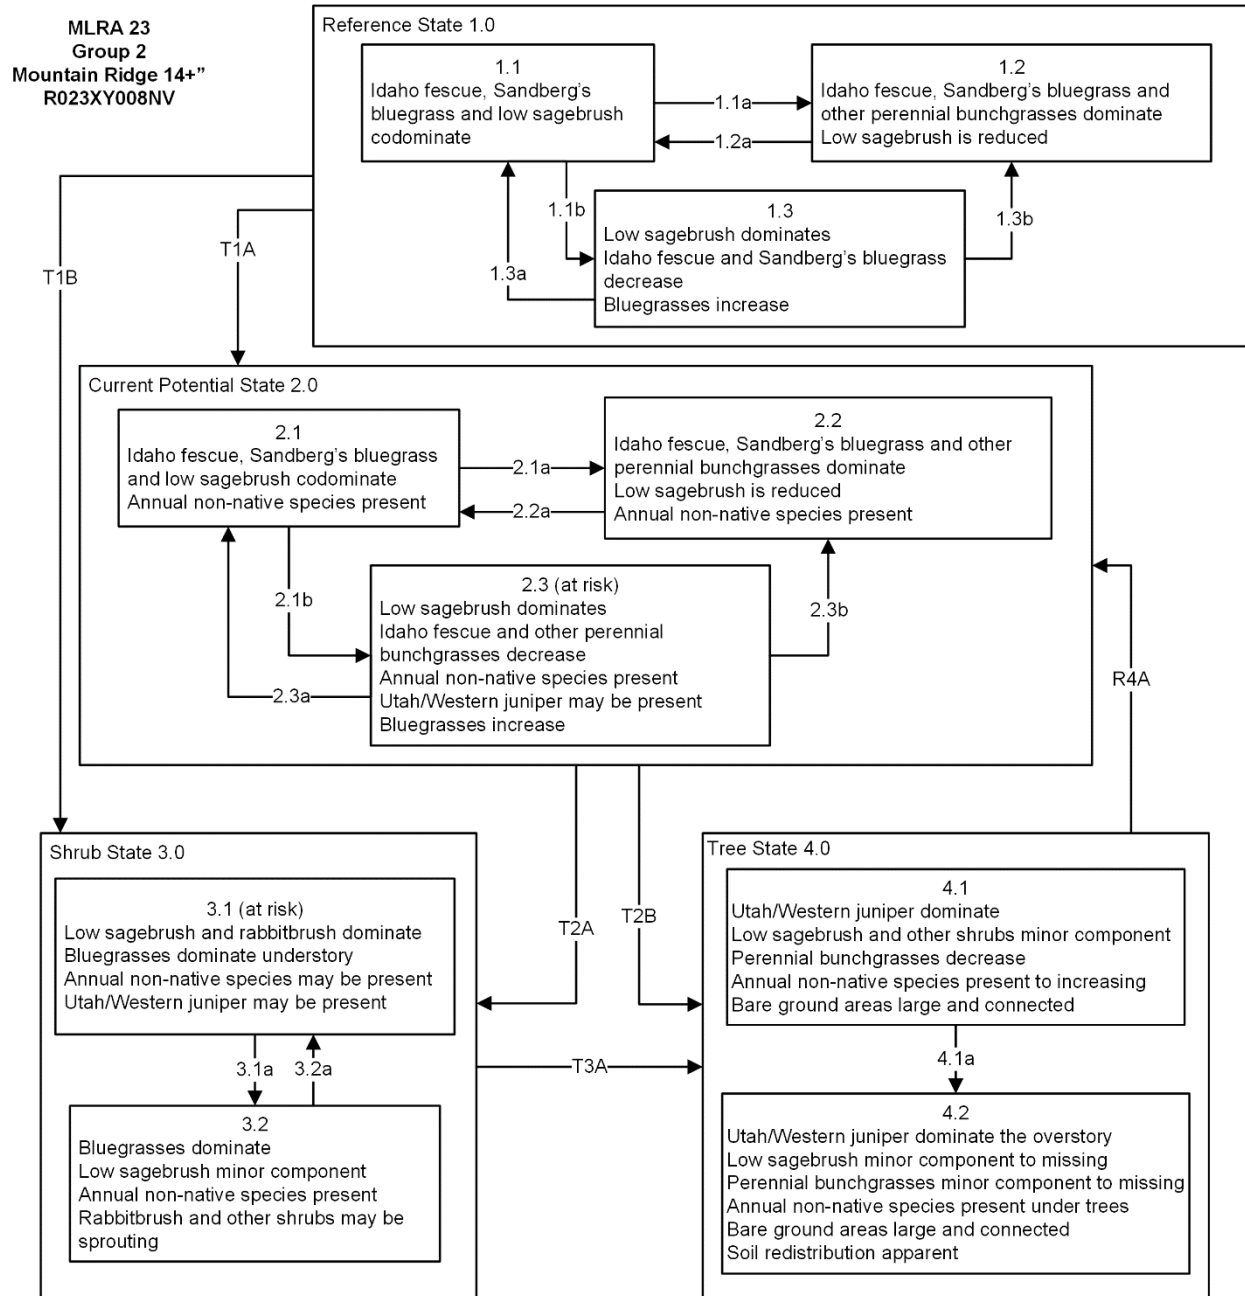 MLRA 23
Group 2
Mountain Ridge 14+”
R023XY008NV
Reference State 1.0
1.1
Idaho fescue, Sandberg’s
bluegrass and low sagebrush
codominate
1.1a
1.2a
1.2
Idaho fescue, Sandberg’s bluegrass and
other perennial bunchgrasses dominate
Low sagebrush is reduced
1.1b
1.3a
1.3
Low sagebrush dominates
Idaho fescue and Sandberg’s bluegrass
decrease
Bluegrasses increase
1.3b
T1A
T1B
Current Potential State 2.0
2.1
Idaho fescue, Sandberg’s bluegrass
and low sagebrush codominate
Annual non-native species present
2.1a
2.2a
2.2
Idaho fescue, Sandberg’s bluegrass and other
perennial bunchgrasses dominate
Low sagebrush is reduced
Annual non-native species present
2.1b
2.3a
2.3 (at risk)
Low sagebrush dominates
Idaho fescue and other perennial
bunchgrasses decrease
Annual non-native species present
Utah/Western juniper may be present
Bluegrasses increase
2.3b
R4A
T2A
T2B
Shrub State 3.0
3.1 (at risk)
Low sagebrush and rabbitbrush dominate
Bluegrasses dominate understory
Annual non-native species may be present
Utah/Western juniper may be present
3.1a
3.2a
3.2
Bluegrasses dominate
Low sagebrush minor component
Annual non-native species present
Rabbitbrush and other shrubs may be
sprouting
T3A
Tree State 4.0
4.1
Utah/Western juniper dominate
Low sagebrush and other shrubs minor component
Perennial bunchgrasses decrease
Annual non-native species present to increasing
Bare ground areas large and connected
4.1a
4.2
Utah/Western juniper dominate the overstory
Low sagebrush minor component to missing
Perennial bunchgrasses minor component to missing
Annual non-native species present under trees
Bare ground areas large and connected
Soil redistribution apparent